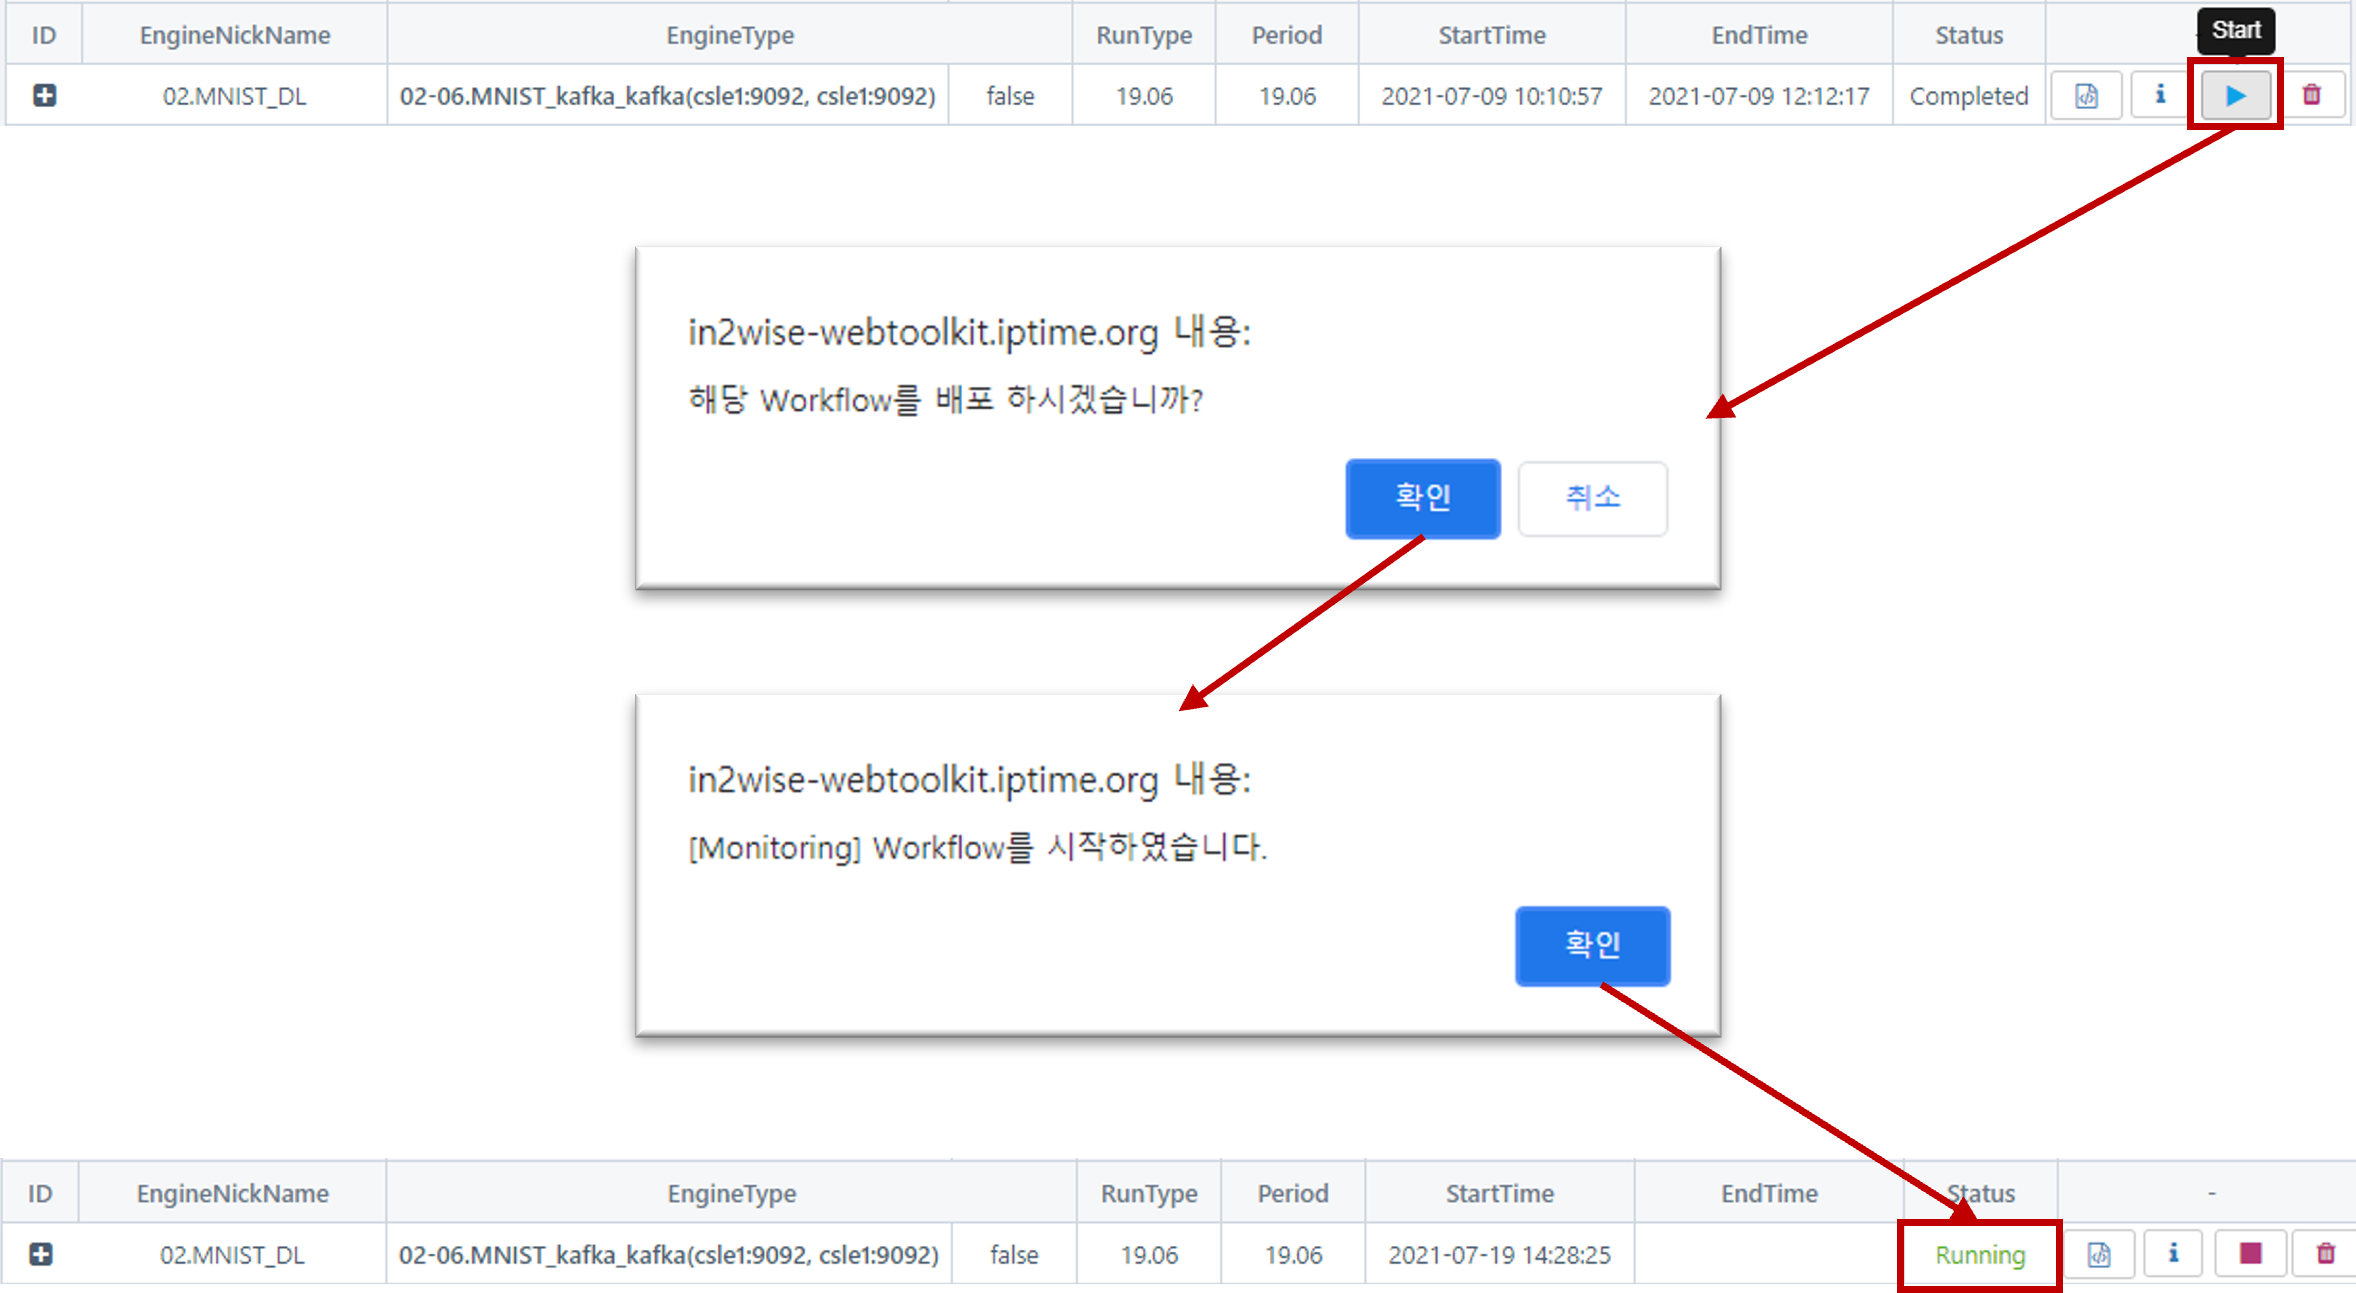 Start
ID EngineNickName EngineType RunType Period StartTime EndTime Status
02.MNIST_DL 02-06.MNIST_kafka_kafka(csle1:9092, csle1:9092) false 19.06 19.06 2021-07-09 10:10:57 2021-07-09 12:12:17 Completed
in2wise-webtoolkit.iptime.org 내용:
해당 Workflow를 배포 하시겠습니까?
확인 취소
in2wise-webtoolkit.iptime.org 내용:
[Monitoring] Workflow를 시작하였습니다.
확인
ID EngineNickName EngineType RunType Period StartTime EndTime Status -
02.MNIST_DL 02-06.MNIST_kafka_kafka(csle1:9092, csle1:9092) false 19.06 19.06 2021-07-19 14:28:25 Running